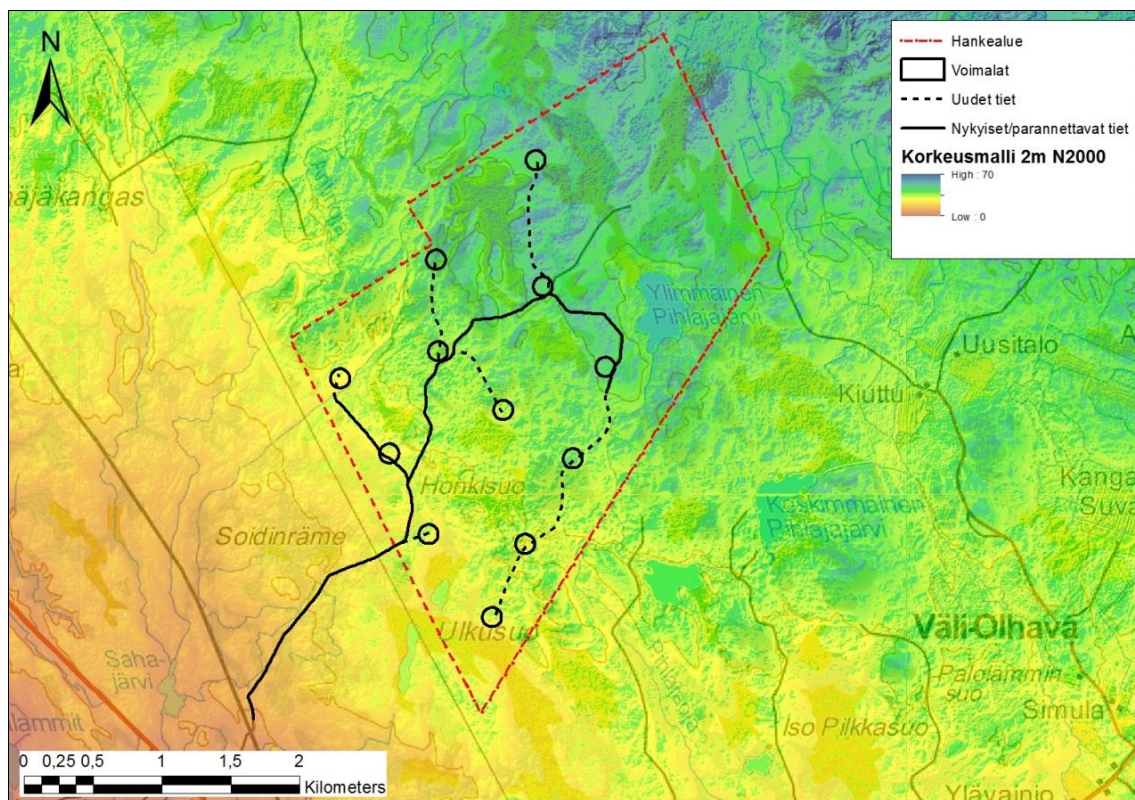 N
Hankealue
Voimalat
Uudet tiet
Nykyiset/parannettavat tiet
Korkeusmalli 2m N2000
High : 70
Low : 0
äjäkangas
Ylimmäinen
Pihlajajärvi
Uusitalo
Kiuttu
Honkisuo
Kanga
Suva
Keskimmäinen
Pihlajajärvi
Soidinräme
Ulkusuo
Väli-Olhava
Saha-
järvi
Palolammin
suo
Simula
lammit
Iso Pilkkasuo
Ylävainio
0 0,25 0,5 1 1,5 2
Kilometers